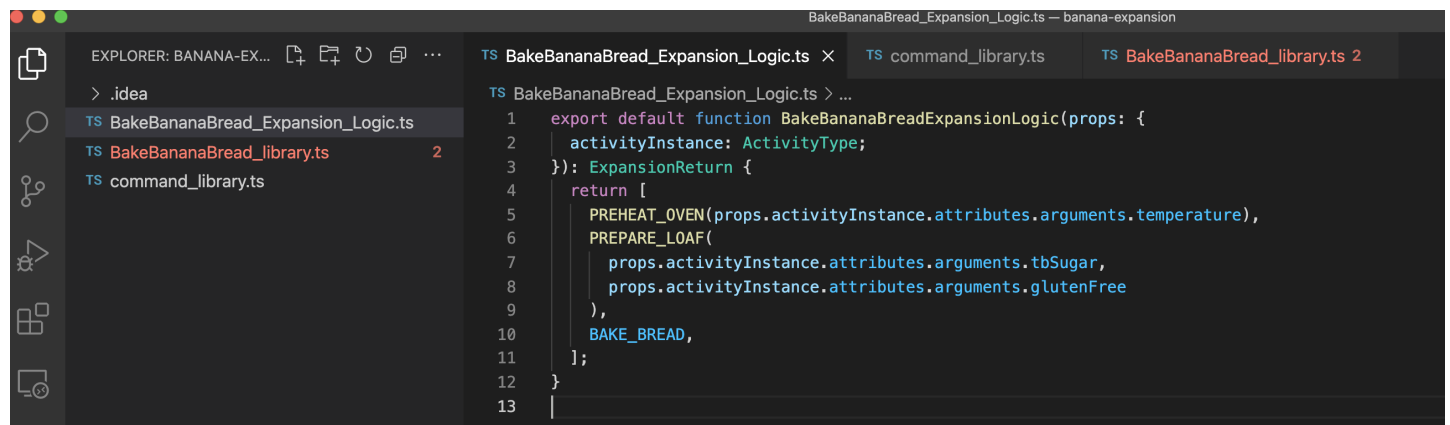 BakeBananaBread_Expansion_Logic.ts — banana-expansion
EXPLORER: BANANA-EX...
.idea
TS BakeBananaBread_Expansion_Logic.ts
TS BakeBananaBread_library.ts 2
TS command_library.ts
TS BakeBananaBread_Expansion_Logic.ts
TS command_library.ts
TS BakeBananaBread_library.ts 2
TS BakeBananaBread_Expansion_Logic.ts > ...
1 export default function BakeBananaBreadExpansionLogic(props: {
2 activityInstance: ActivityType;
3 }): ExpansionReturn {
4 return [
5 PREHEAT_OVEN(props.activityInstance.attributes.arguments.temperature),
6 PREPARE_LOAF(
7 props.activityInstance.attributes.arguments.tbSugar,
8 props.activityInstance.attributes.arguments.glutenFree
9 ),
10 BAKE_BREAD,
11 ];
12 }
13